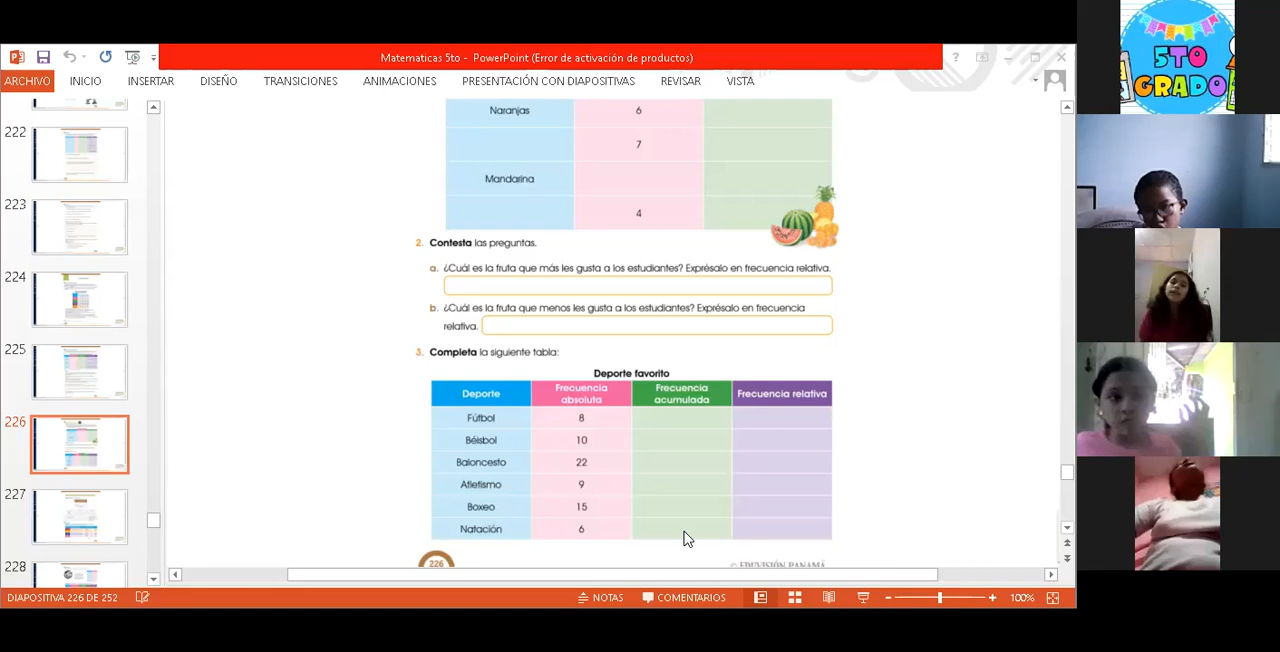 Matematicas 5to - PowerPoint (Error de activación de productos)
ARCHIVO INICIO INSERTAR DISEÑO TRANSICIONES ANIMACIONES PRESENTACIÓN CON DIAPOSITIVAS REVISAR VISTA
5TO
GRADO
222
223
224
225
226
227
228
Naranjas 6
7
Mandarina
4
2. Contesta las preguntas.
a. ¿Cuál es la fruta que más les gusta a los estudiantes? Exprésalo en frecuencia relativa.
b. ¿Cuál es la fruta que menos les gusta a los estudiantes? Exprésalo en frecuencia
relativa.
3. Completa la siguiente tabla:
Deporte favorito
Deporte Frecuencia absoluta Frecuencia acumulada Frecuencia relativa
Fútbol 8
Béisbol 10
Baloncesto 22
Atletismo 9
Boxeo 15
Natación 6
226 © EDUVISIÓN PANAMÁ
DIAPOSITIVA 226 DE 252 NOTAS COMENTARIOS 100%